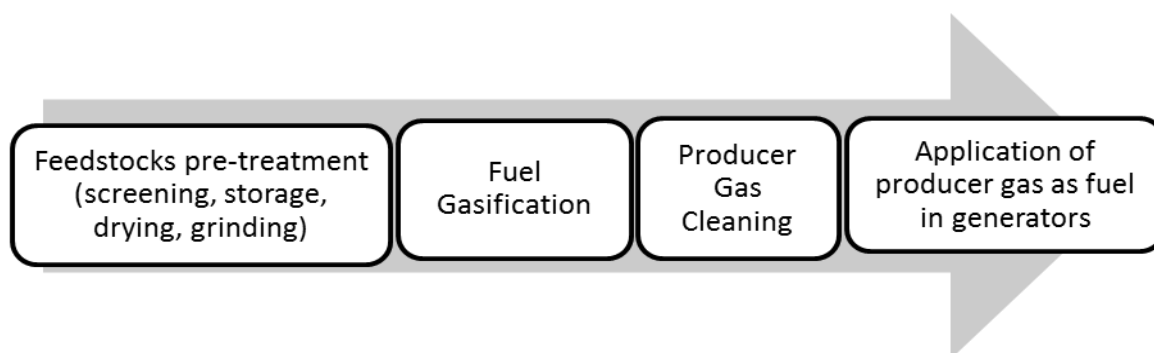 Feedstocks pre-treatment
(screening, storage,
drying, grinding)
Fuel
Gasification
Producer
Gas
Cleaning
Application of
producer gas as fuel
in generators